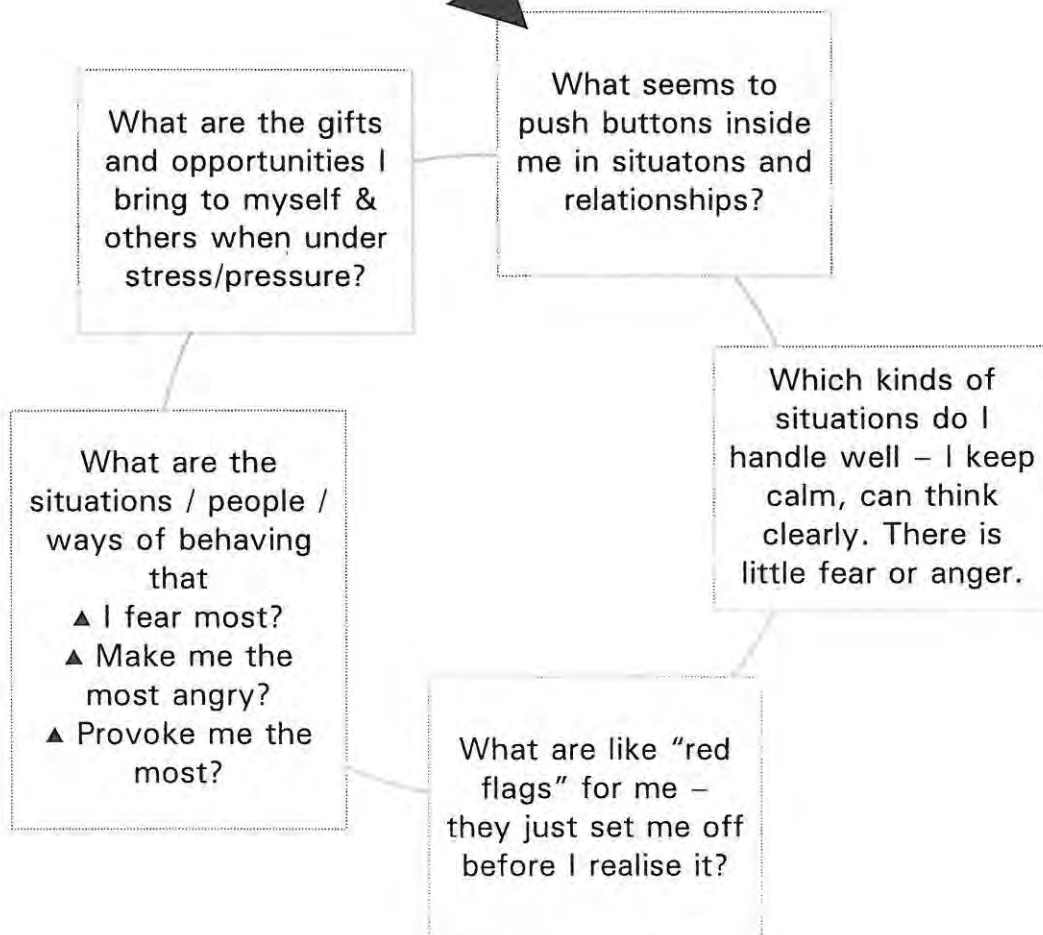 What seems to
push buttons inside
me in situatons and
relationships?
Which kinds of
situations do I
handle well – I keep
calm, can think
clearly. There is
little fear or anger.
What are like “red
flags” for me –
they just set me off
before I realise it?
What are the
situations / people /
ways of behaving
that
▲ I fear most?
▲ Make me the
most angry?
▲ Provoke me the
most?
What are the gifts
and opportunities I
bring to myself &
others when under
stress/pressure?